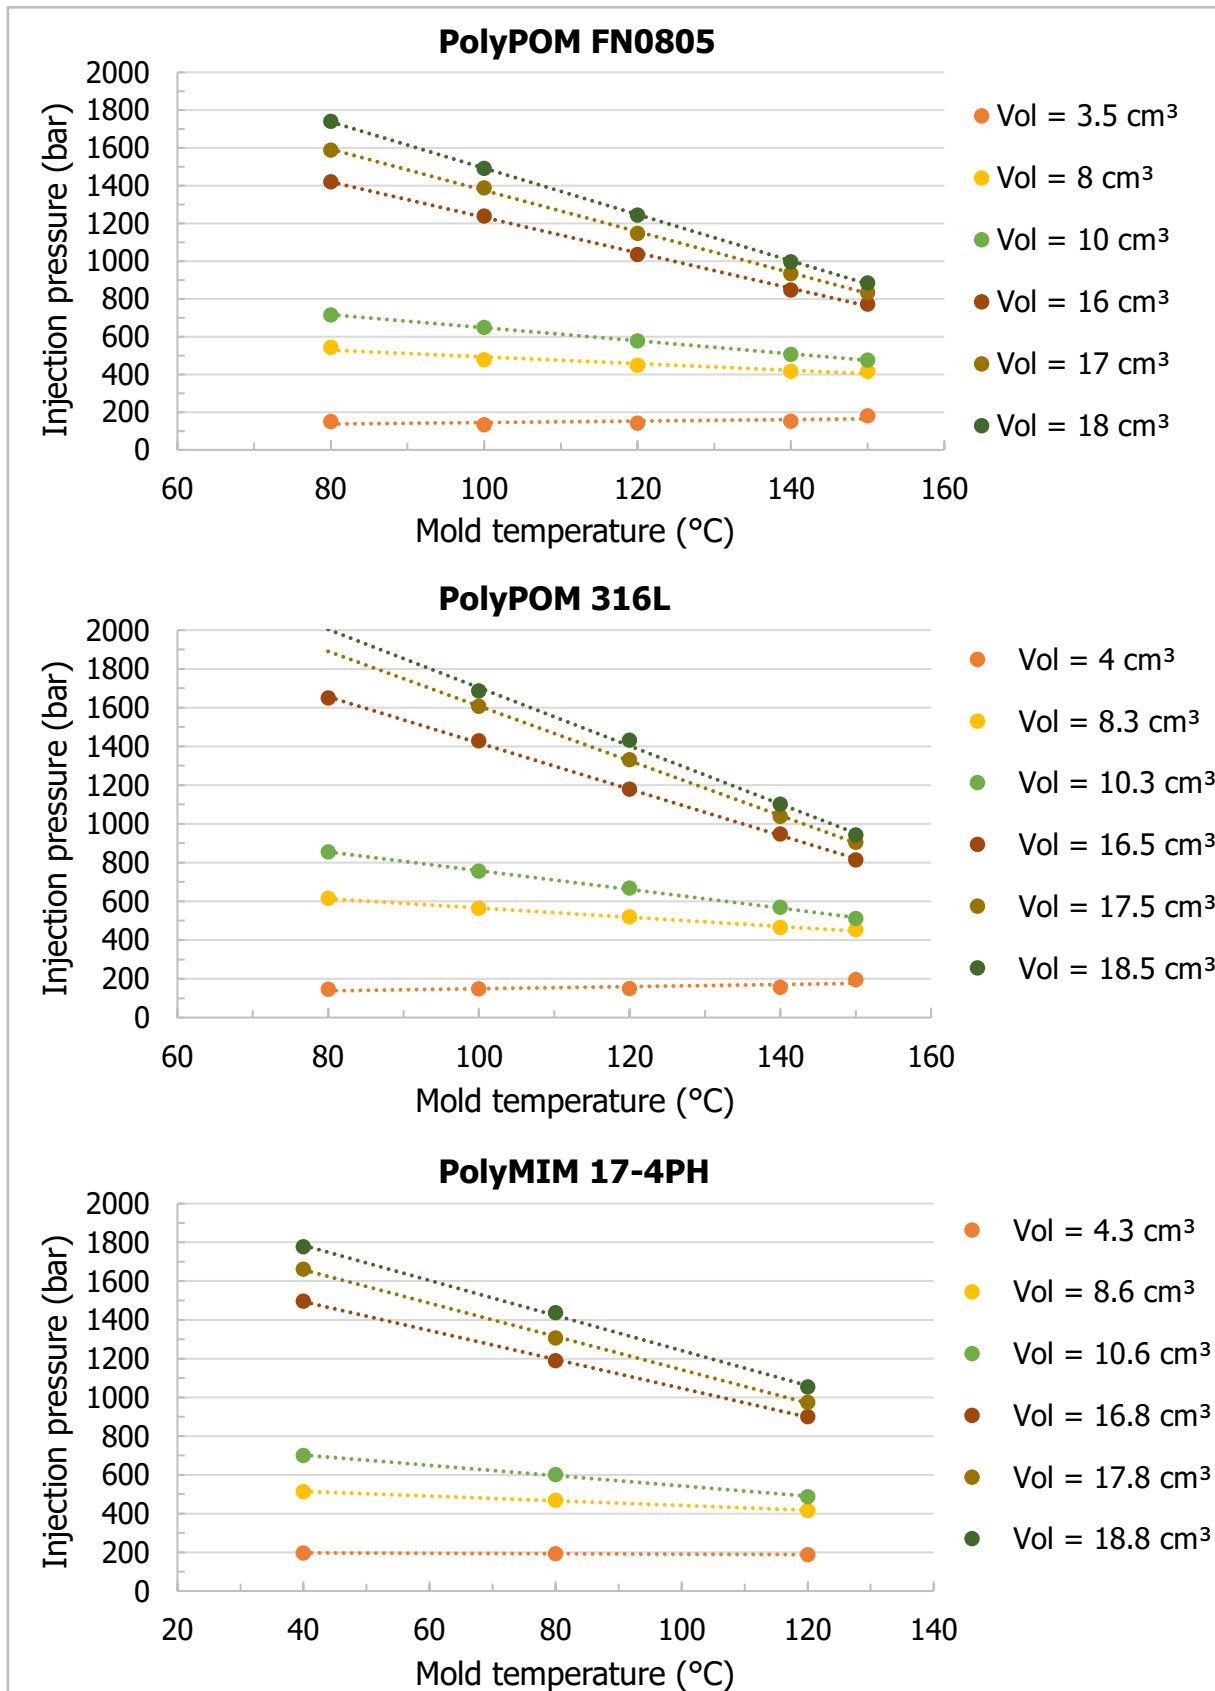 PolyPOM FN0805
2000
1800
1600
1400
1200
1000
800
600
400
200
0
Injection pressure (bar)
60 80 100 120 140 160
Mold temperature (°C)
Vol = 3.5 cm³
Vol = 8 cm³
Vol = 10 cm³
Vol = 16 cm³
Vol = 17 cm³
Vol = 18 cm³
PolyPOM 316L
2000
1800
1600
1400
1200
1000
800
600
400
200
0
Injection pressure (bar)
60 80 100 120 140 160
Mold temperature (°C)
Vol = 4 cm³
Vol = 8.3 cm³
Vol = 10.3 cm³
Vol = 16.5 cm³
Vol = 17.5 cm³
Vol = 18.5 cm³
PolyMIM 17-4PH
2000
1800
1600
1400
1200
1000
800
600
400
200
0
Injection pressure (bar)
20 40 60 80 100 120 140
Mold temperature (°C)
Vol = 4.3 cm³
Vol = 8.6 cm³
Vol = 10.6 cm³
Vol = 16.8 cm³
Vol = 17.8 cm³
Vol = 18.8 cm³